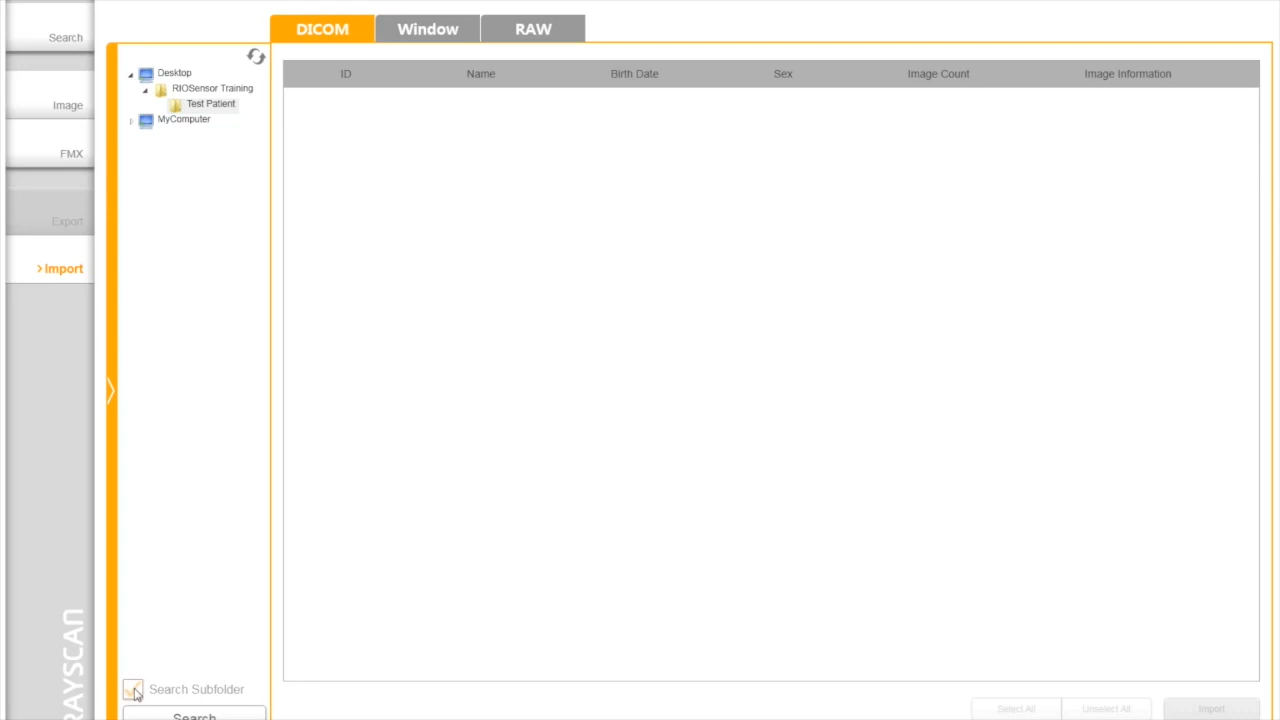 DICOM Window RAW
Search
Image
FMX
Export
> Import
Desktop
RIOSensor Training
Test Patient
MyComputer
ID Name Birth Date Sex Image Count Image Information
Search Subfolder
Search
Select All Unselect All Import
RAYSCAN